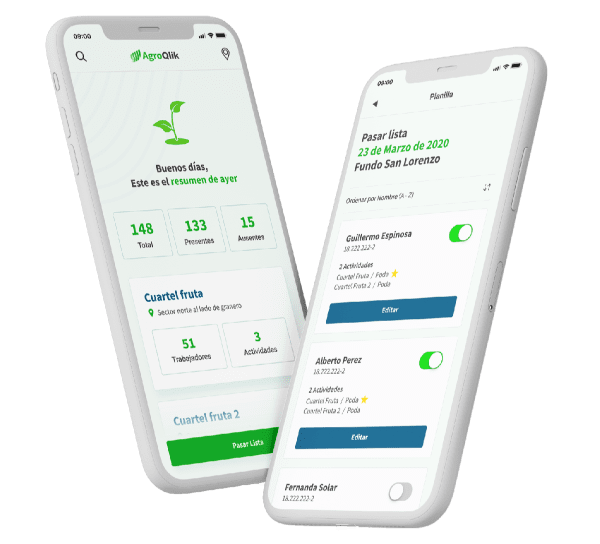 09:00
AgroQlik
Buenos días,
Este es el resumen de ayer
148
Total
133
Presentes
15
Ausentes
Cuartel fruta
Sector norte al lado de granero
51
Trabajadores
3
Actividades
Cuartel fruta 2
Pasar Lista
09:00
Planilla
Pasar lista
23 de Marzo de 2020
Fundo San Lorenzo
Ordenar por Nombre (A - Z)
Guillermo Espinosa
18.222.222-2
2 Actividades
Cuartel Fruta / Poda
Cuartel Fruta 2 / Poda
Editar
Alberto Perez
18.222.222-2
2 Actividades
Cuartel Fruta / Poda
Cuartel Fruta 2 / Poda
Editar
Fernanda Solar
18.222.222-2